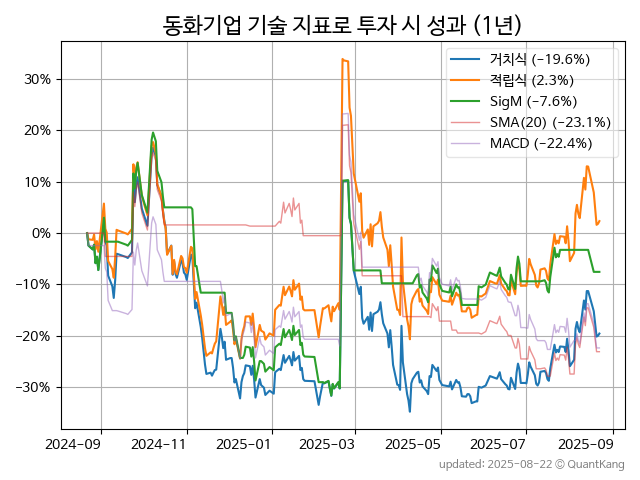 동화기업 기술 지표로 투자 시 성과 (1년)
거치식 (−19.6%)
적립식 (2.3%)
SigM (−7.6%)
SMA(20) (−23.1%)
MACD (−22.4%)
30%
20%
10%
0%
−10%
−20%
−30%
2024−09
2024−11
2025−01
2025−03
2025−05
2025−07
2025−09
updated: 2025-08-22 © QuantKang